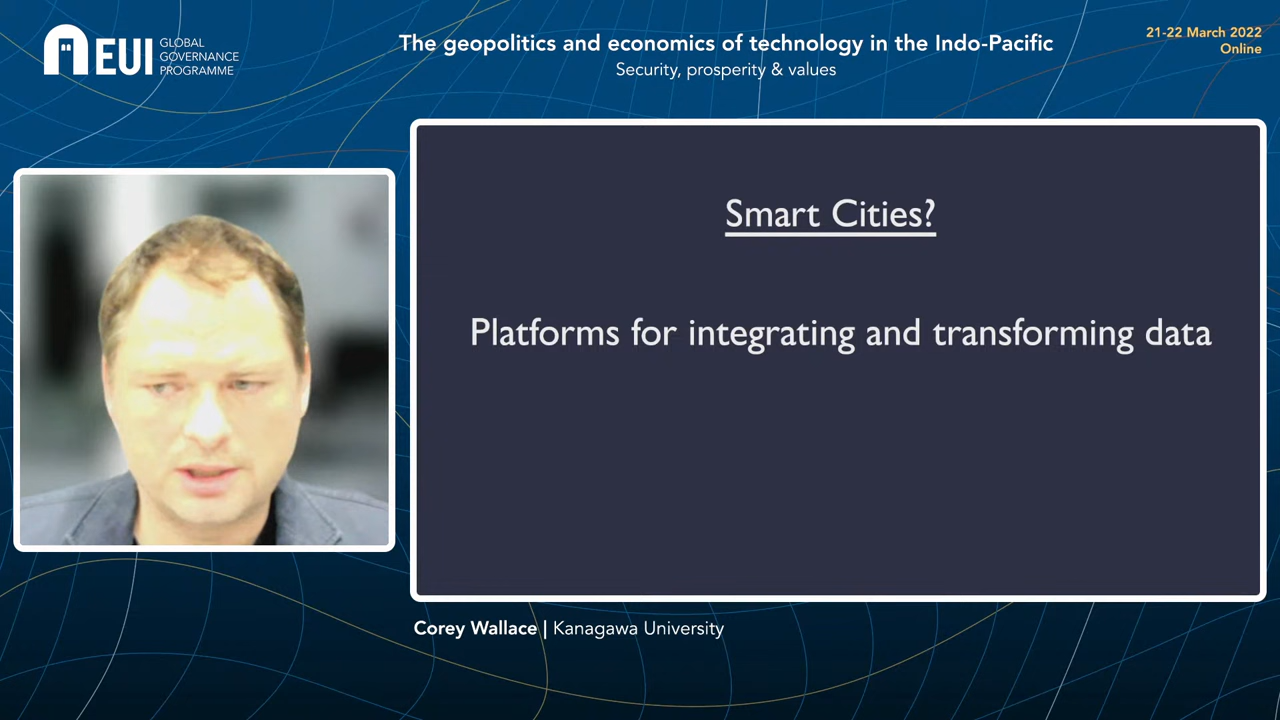 EUI
GLOBAL
GOVERNANCE
PROGRAMME
The geopolitics and economics of technology in the Indo-Pacific
Security, prosperity & values
21-22 March 2022
Online
Smart Cities?
Platforms for integrating and transforming data
Corey Wallace | Kanagawa University